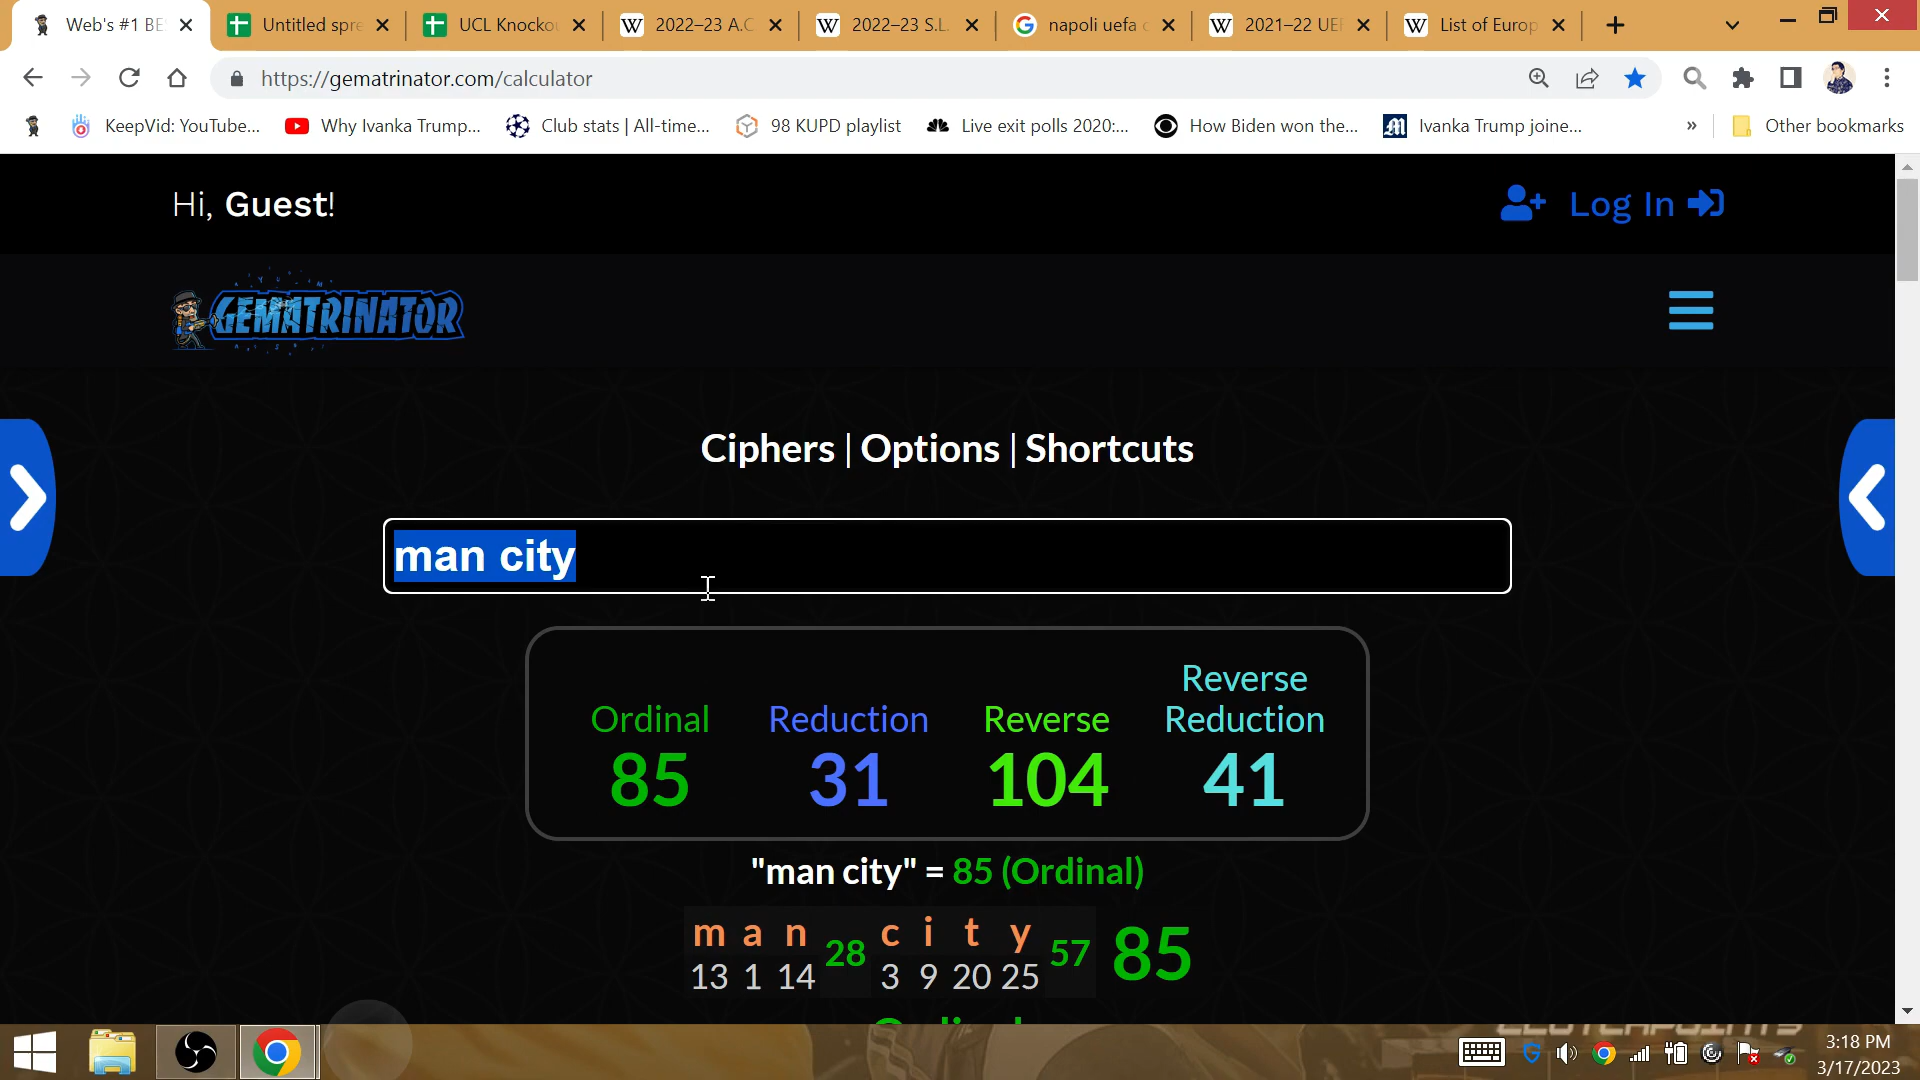 Web's #1 BE
Untitled spre
UCL Knockou
2022–23 A.C
2022–23 S.L.
napoli uefa c
2021–22 UEF
List of Europ
https://gematrinator.com/calculator
KeepVid: YouTube...
Why Ivanka Trump...
Club stats | All-time...
98 KUPD playlist
Live exit polls 2020:...
How Biden won the...
Ivanka Trump joine...
»
Other bookmarks
Hi, Guest!
Log In
GEMATRINATOR
Ciphers | Options | Shortcuts
man city
Ordinal
Reduction
Reverse
Reverse
Reduction
85
31
104
41
"man city" = 85 (Ordinal)
m a n 28 c i t y 57 85
13 1 14 3 9 20 25
3:18 PM
3/17/2023